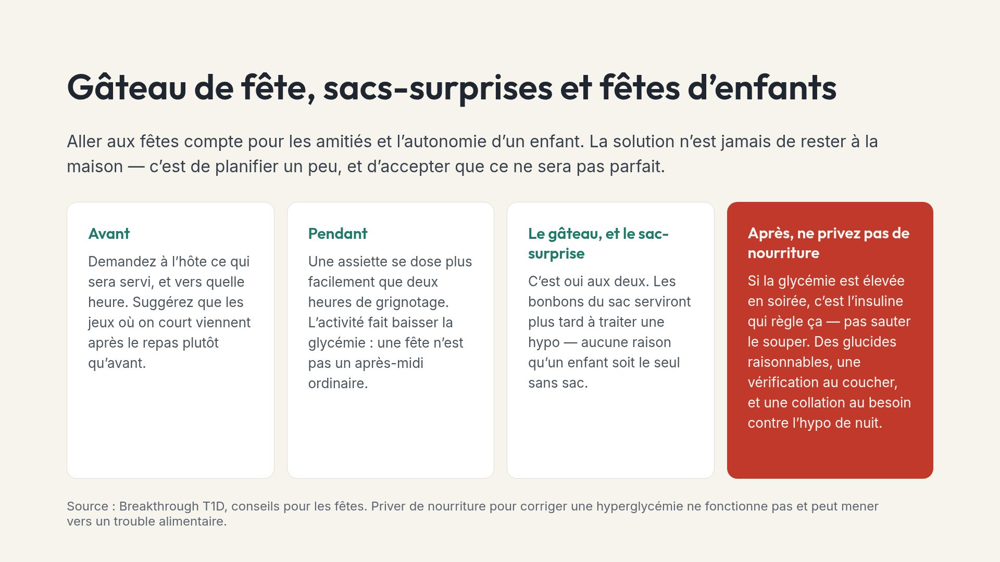 Gâteau de fête, sacs-surprises et fêtes d’enfants
Aller aux fêtes compte pour les amitiés et l’autonomie d’un enfant. La solution n’est jamais de rester à la
maison — c’est de planifier un peu, et d’accepter que ce ne sera pas parfait.
Avant
Demandez à l’hôte ce qui
sera servi, et vers quelle
heure. Suggérez que les
jeux où on court viennent
après le repas plutôt
qu’avant.
Pendant
Une assiette se dose plus
facilement que deux
heures de grignotage.
L’activité fait baisser la
glycémie : une fête n’est
pas un après-midi
ordinaire.
Le gâteau, et le sac-
surprise
C’est oui aux deux. Les
bonbons du sac serviront
plus tard à traiter une
hypo — aucune raison
qu’un enfant soit le seul
sans sac.
Après, ne privez pas de
nourriture
Si la glycémie est élevée
en soirée, c’est l’insuline
qui règle ça — pas sauter
le souper. Des glucides
raisonnables, une
vérification au coucher,
et une collation au besoin
contre l’hypo de nuit.
Source : Breakthrough T1D, conseils pour les fêtes. Priver de nourriture pour corriger une hyperglycémie ne fonctionne pas et peut mener
vers un trouble alimentaire.